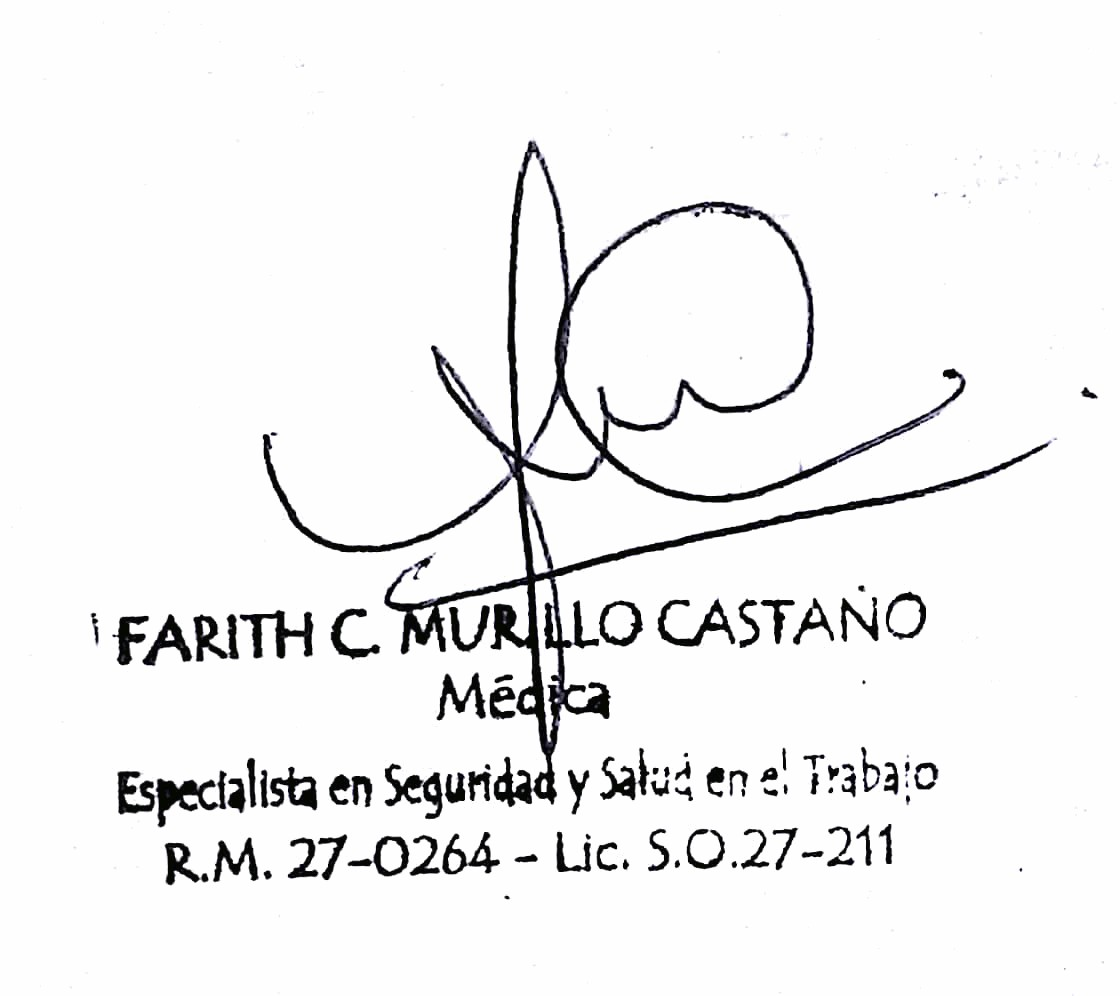 FARITH C. MURILLO CASTAÑO
Médica
Especialista en Seguridad y Salud en el Trabajo
R.M. 27-0264 - Lic. S.O.27-211